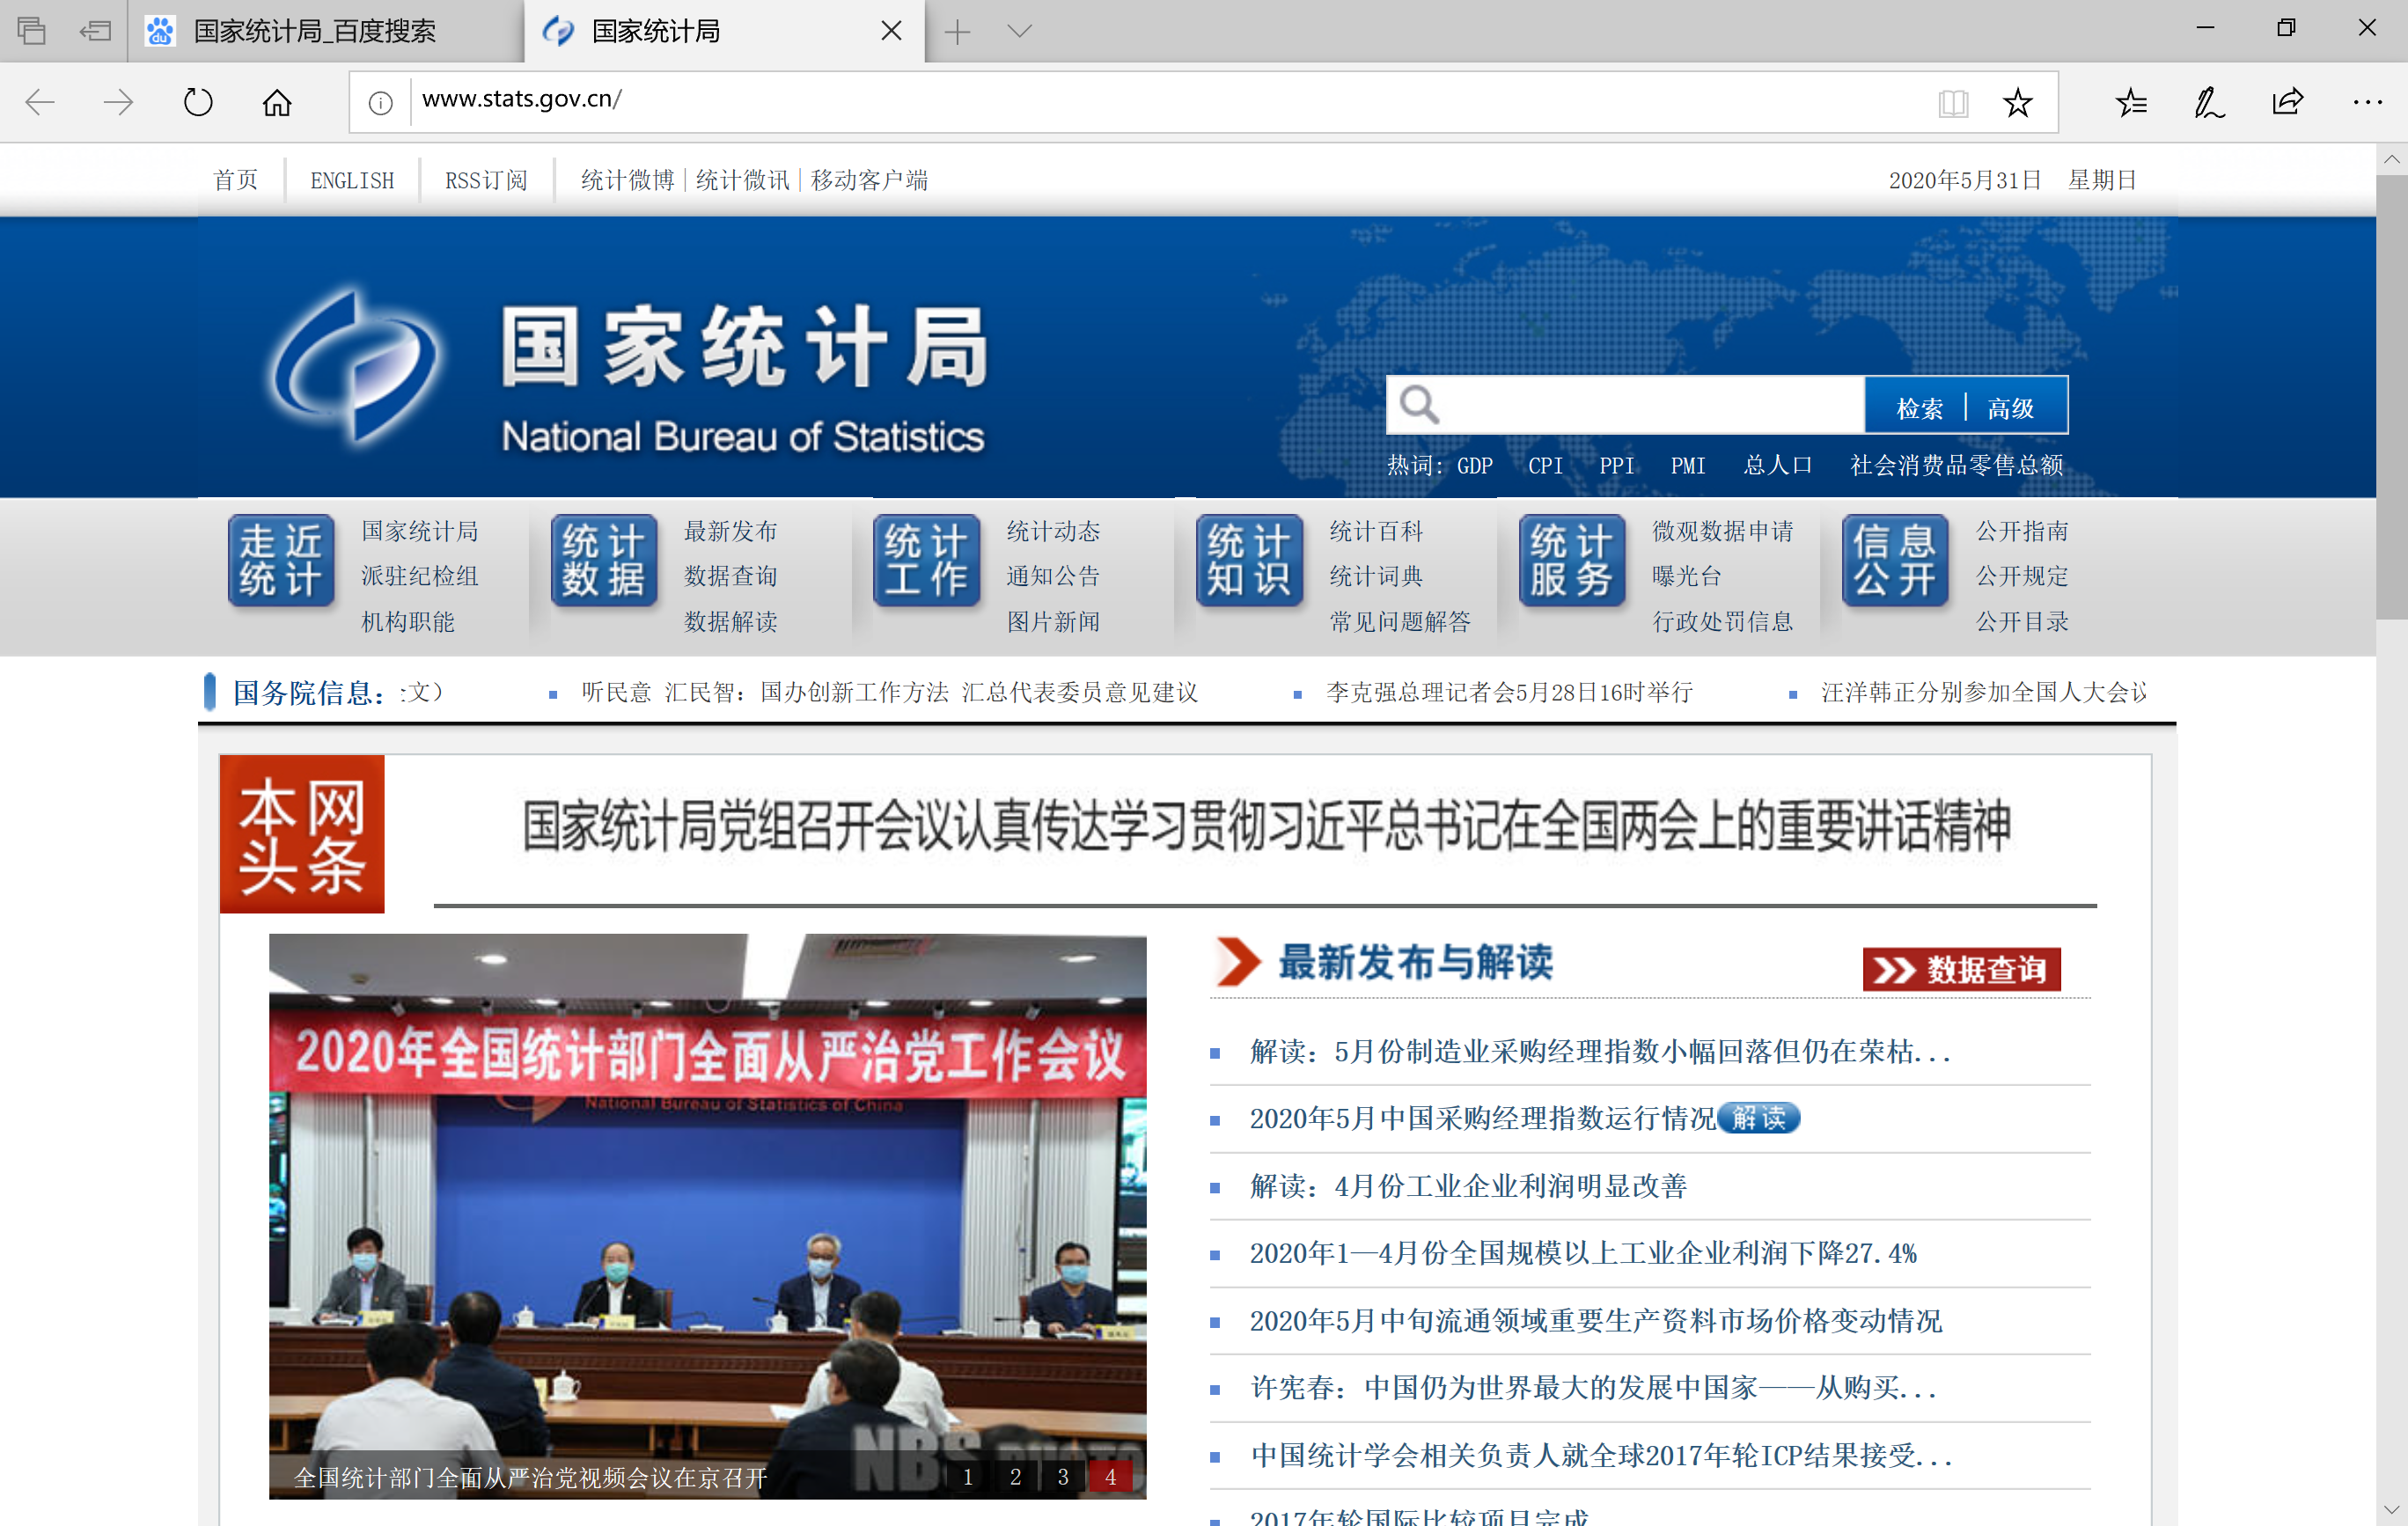 国家统计局_百度搜索
国家统计局
www.stats.gov.cn/
首页 ENGLISH RSS订阅 统计微博 统计微讯 移动客户端 2020年5月31日 星期日
国家统计局
National Bureau of Statistics
检索 高级
热词: GDP CPI PPI PMI 总人口 社会消费品零售总额
走近统计 国家统计局 派驻纪检组 机构职能
统计数据 最新发布 数据查询 数据解读
统计工作 统计动态 通知公告 图片新闻
统计知识 统计百科 统计词典 常见问题解答
统计服务 微观数据申请 曝光台 行政处罚信息
信息公开 公开指南 公开规定 公开目录
国务院信息: 文） 听民意 汇民智：国办创新工作方法 汇总代表委员意见建议 李克强总理记者会5月28日16时举行 汪洋韩正分别参加全国人大会议
本网头条
国家统计局党组召开会议认真传达学习贯彻习近平总书记在全国两会上的重要讲话精神
2020年全国统计部门全面从严治党工作会议
National Bureau of Statistics of China
NBS PHOTO
全国统计部门全面从严治党视频会议在京召开 1 2 3 4
最新发布与解读 数据查询
解读：5月份制造业采购经理指数小幅回落但仍在荣枯...
2020年5月中国采购经理指数运行情况 解读
解读：4月份工业企业利润明显改善
2020年1—4月份全国规模以上工业企业利润下降27.4%
2020年5月中旬流通领域重要生产资料市场价格变动情况
许宪春：中国仍为世界最大的发展中国家——从购买...
中国统计学会相关负责人就全球2017年轮ICP结果接受...
2017年轮国际比较项目完成